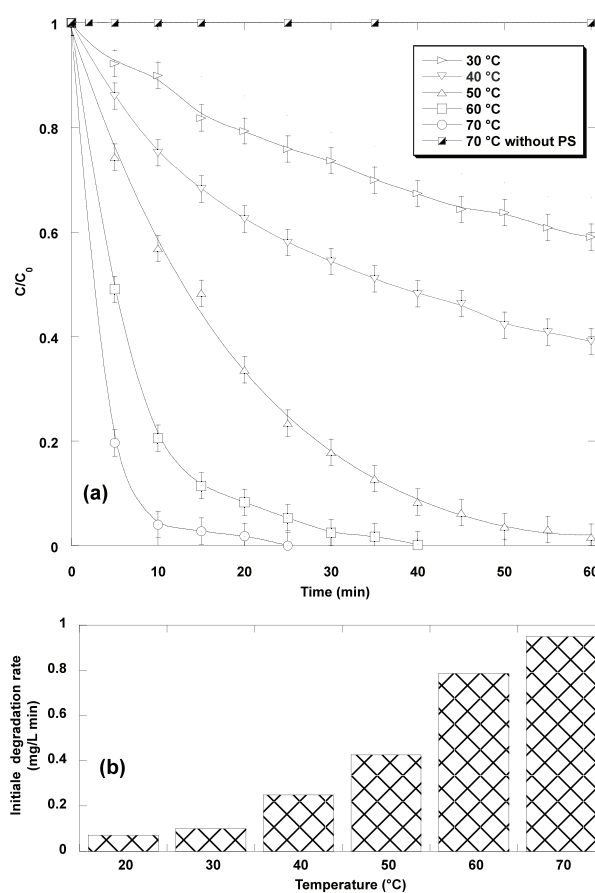 1
0.8
0.6
0.4
0.2
0
C/C0
30 °C
40 °C
50 °C
60 °C
70 °C
70 °C without PS
(a)
0 10 20 30 40 50 60
Time (min)
1
0.8
0.6
0.4
0.2
0
Initiale degradation rate
(mg/L min)
(b)
20 30 40 50 60 70
Temperature (°C)